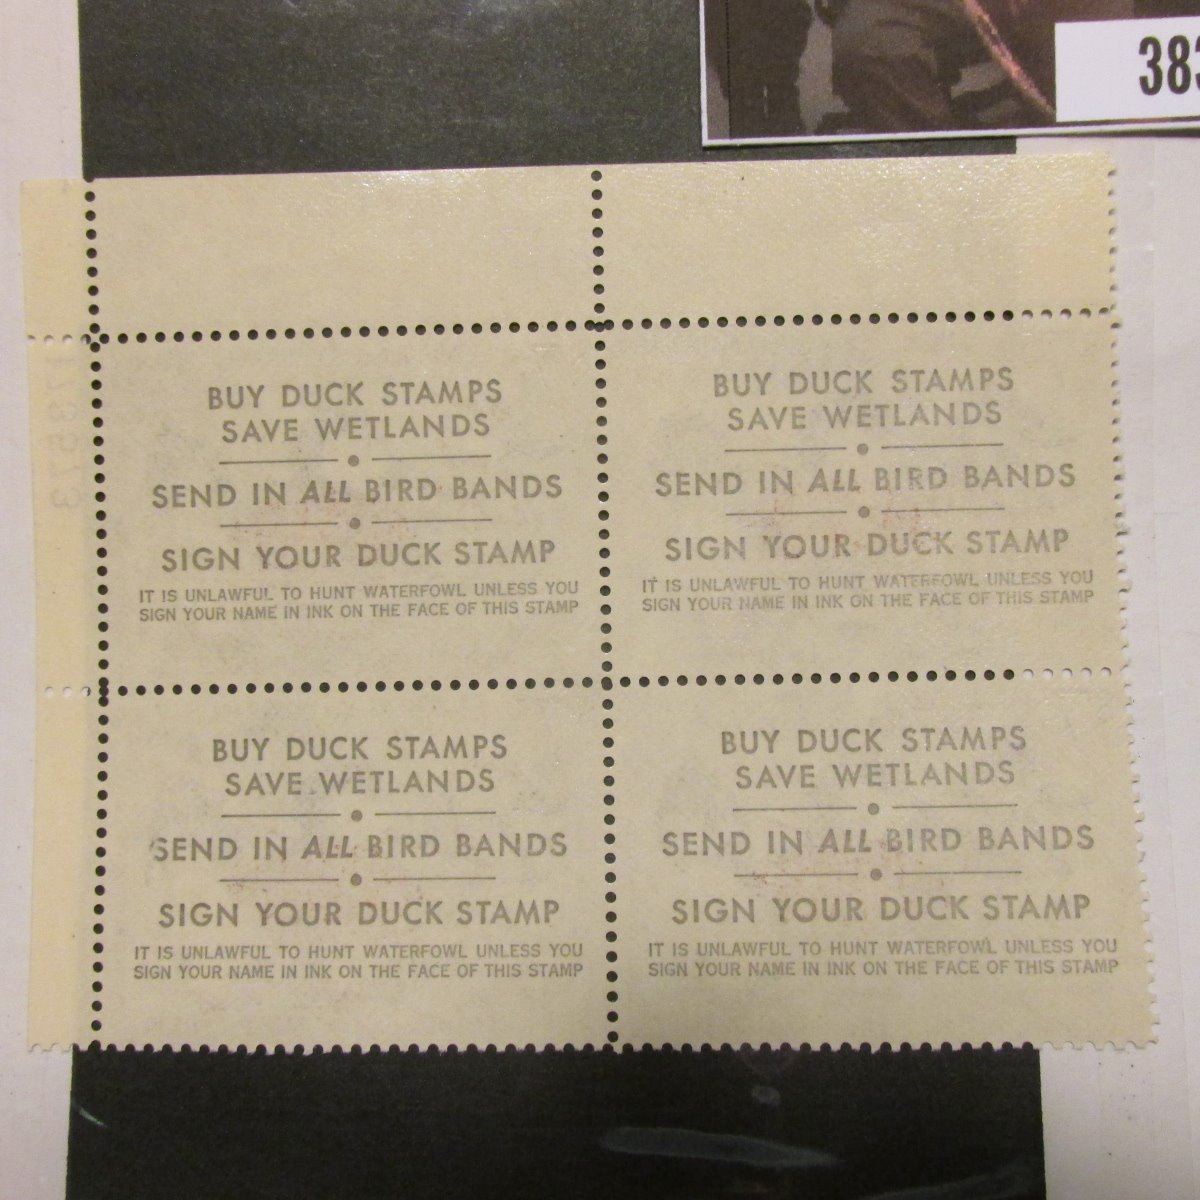 383
BUY DUCK STAMPS
SAVE WETLANDS
SEND IN ALL BIRD BANDS
SIGN YOUR DUCK STAMP
IT IS UNLAWFUL TO HUNT WATERFOWL UNLESS YOU
SIGN YOUR NAME IN INK ON THE FACE OF THIS STAMP
BUY DUCK STAMPS
SAVE WETLANDS
SEND IN ALL BIRD BANDS
SIGN YOUR DUCK STAMP
IT IS UNLAWFUL TO HUNT WATERFOWL UNLESS YOU
SIGN YOUR NAME IN INK ON THE FACE OF THIS STAMP
BUY DUCK STAMPS
SAVE WETLANDS
SEND IN ALL BIRD BANDS
SIGN YOUR DUCK STAMP
IT IS UNLAWFUL TO HUNT WATERFOWL UNLESS YOU
SIGN YOUR NAME IN INK ON THE FACE OF THIS STAMP
BUY DUCK STAMPS
SAVE WETLANDS
SEND IN ALL BIRD BANDS
SIGN YOUR DUCK STAMP
IT IS UNLAWFUL TO HUNT WATERFOWL UNLESS YOU
SIGN YOUR NAME IN INK ON THE FACE OF THIS STAMP